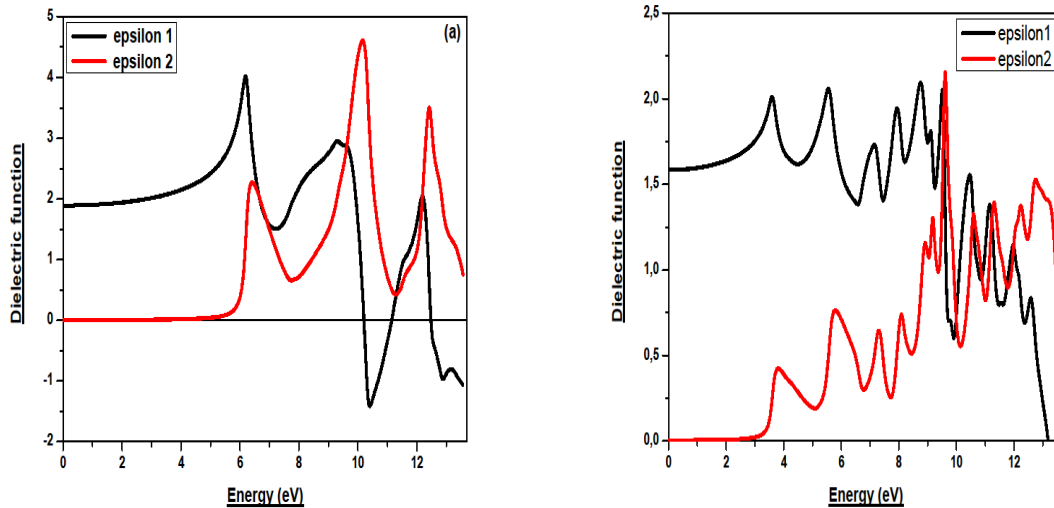 epsilon 1
epsilon 2
(a)
Dielectric function
5
4
3
2
1
0
-1
-2
0 2 4 6 8 10 12
Energy (eV)
epsilon1
epsilon2
Dielectric function
2,5
2,0
1,5
1,0
0,5
0,0
0 2 4 6 8 10 12
Energy (eV)